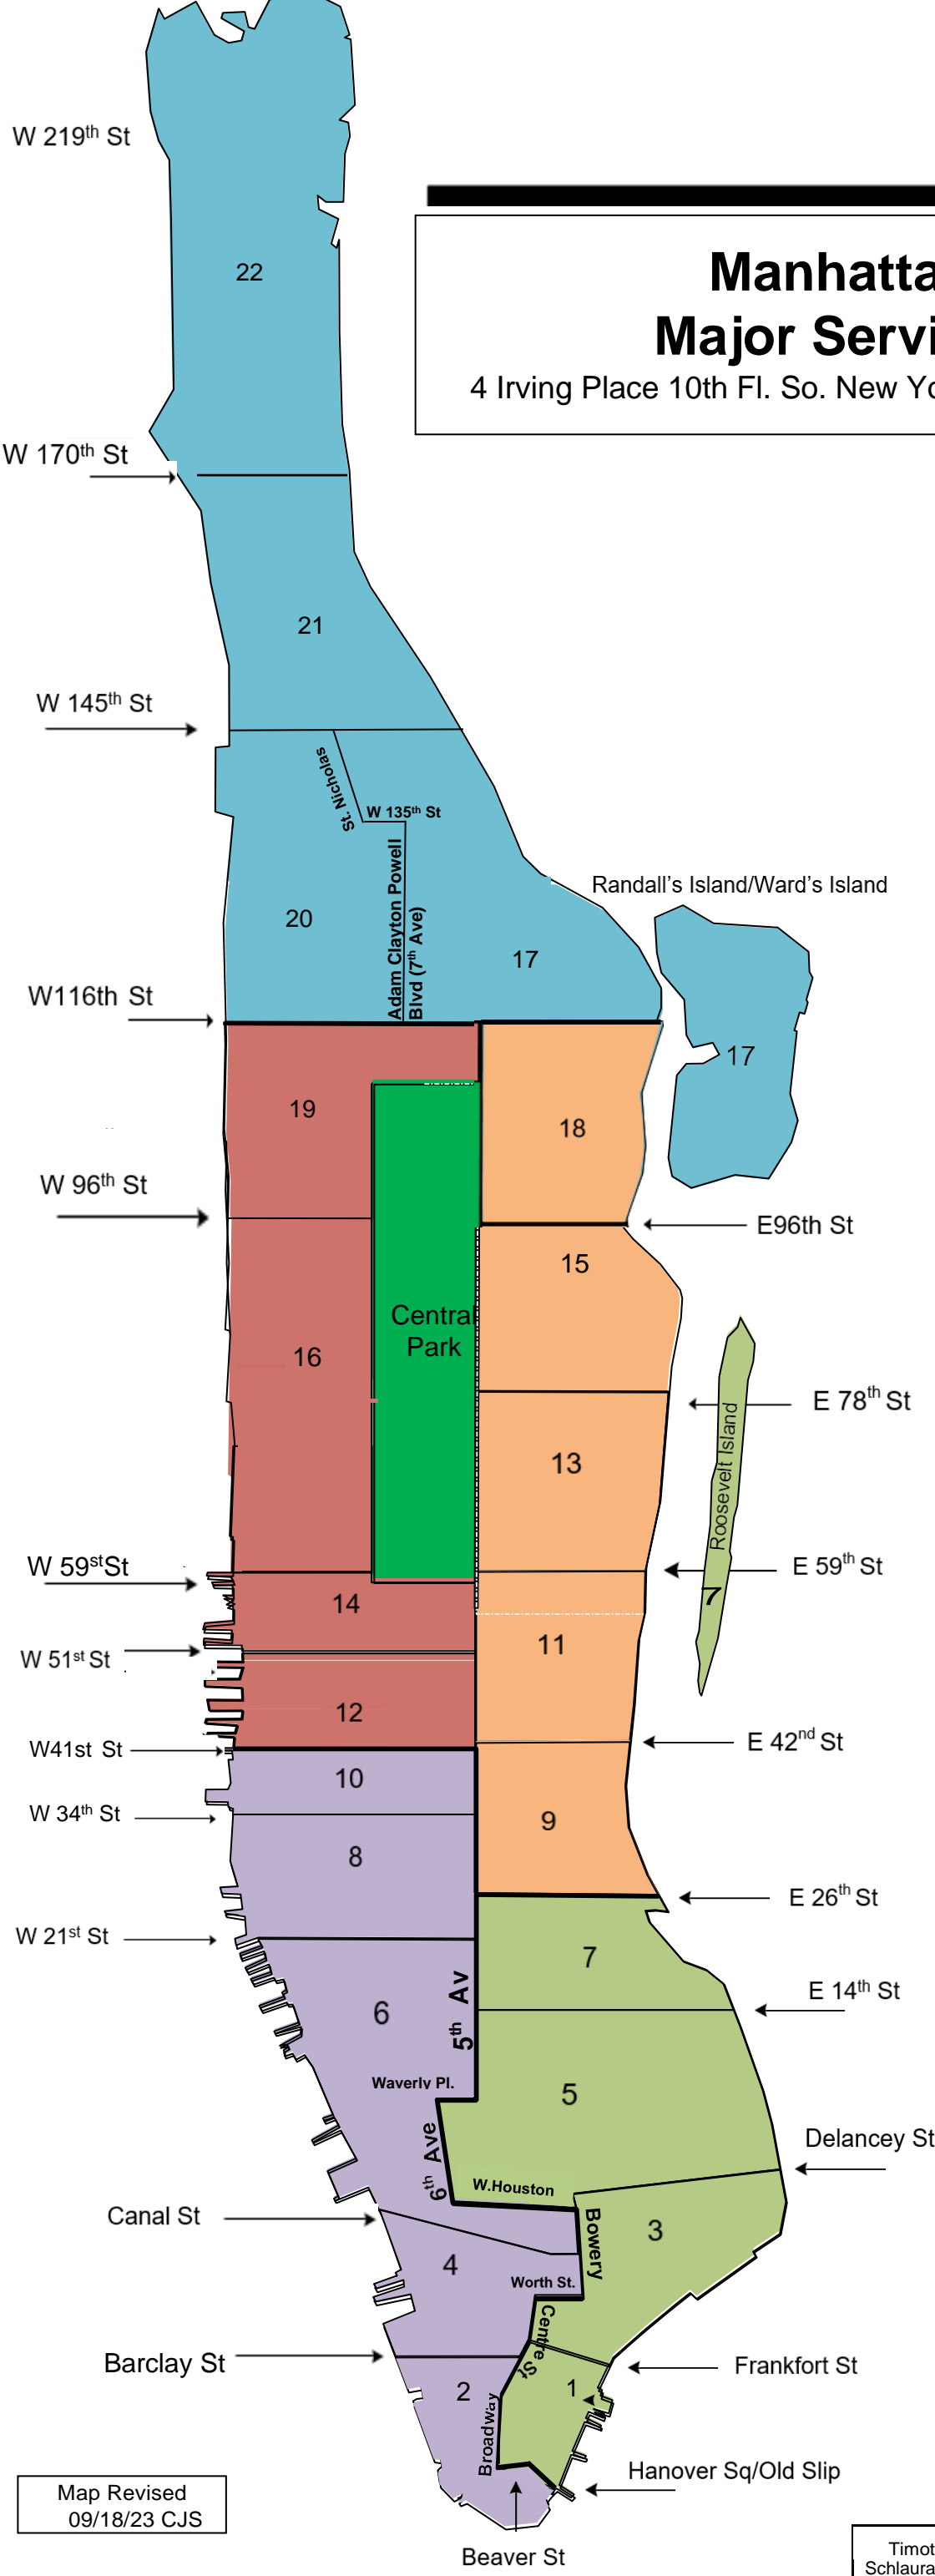 W 219th St
Manhatta
Major Servi
4 Irving Place 10th Fl. So. New Yo
22
W 170th St
21
W 145th St
St. Nicholas
W 135th St
Adam Clayton Powell
Blvd (7th Ave)
Randall's Island/Ward's Island
20
17
W116th St
17
19
18
W 96th St
E96th St
15
Central
Park
16
E 78th St
Roosevelt Island
13
W 59stSt
E 59th St
7
14
11
W 51st St
12
W41st St
E 42nd St
10
W 34th St
9
8
E 26th St
W 21st St
7
5th Av
E 14th St
6
Waverly Pl.
5
6th Ave
Delancey St
W.Houston
Canal St
Bowery
3
4
Worth St.
Centre St
Barclay St
Frankfort St
2
1
Broadway
Hanover Sq/Old Slip
Map Revised
09/18/23 CJS
Beaver St
Timot
Schlaura